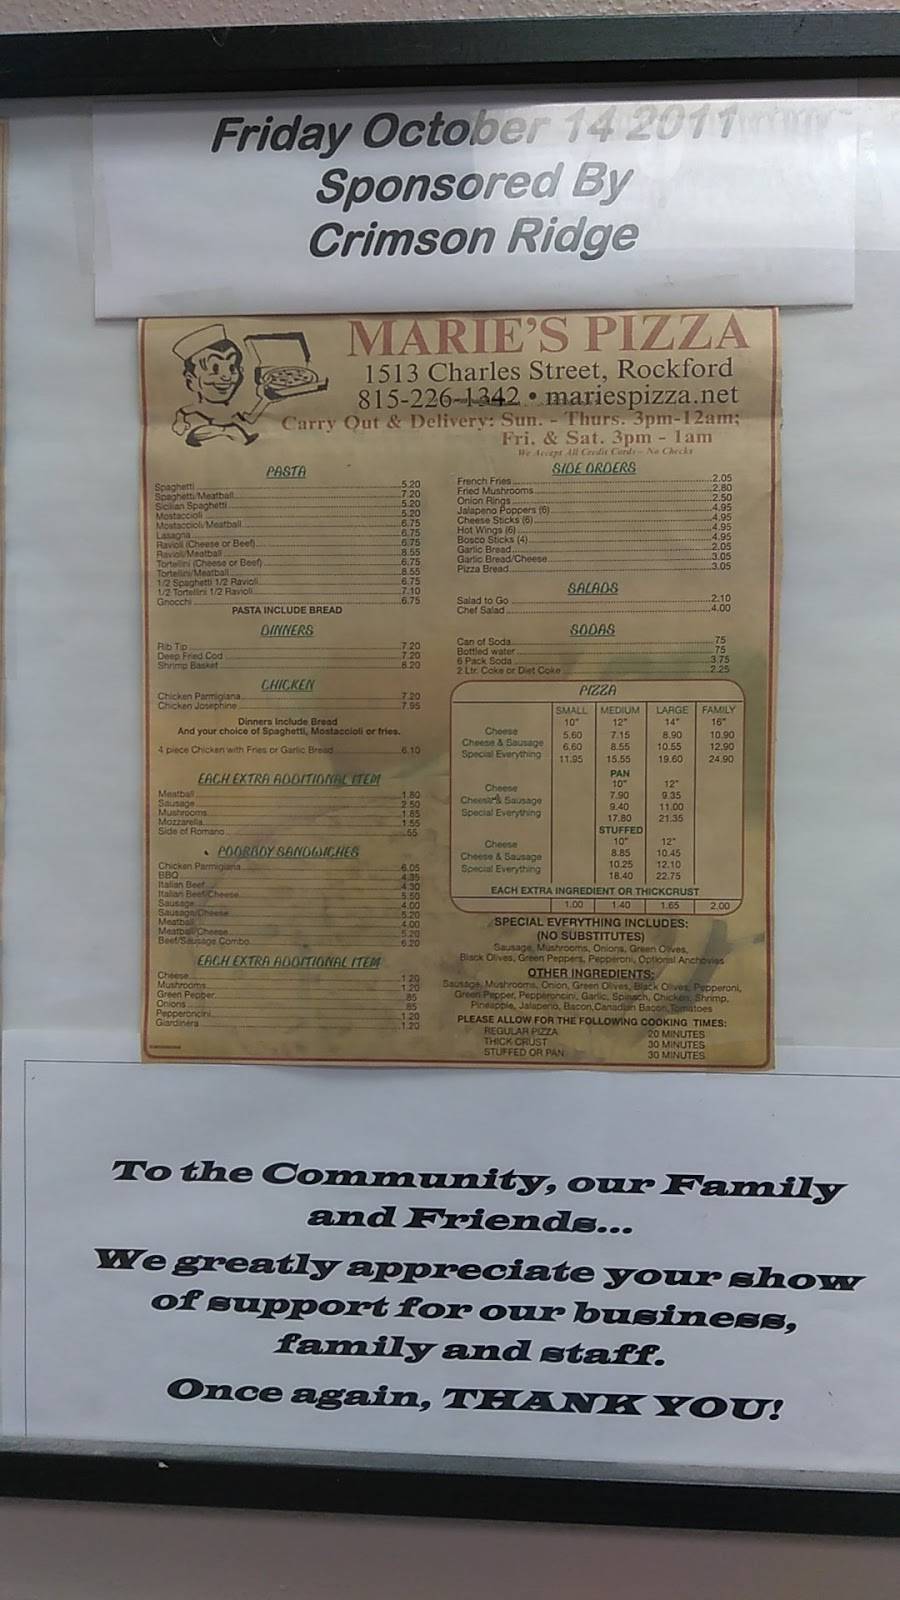 Friday October 14 2011
Sponsored By
Crimson Ridge
MARIE'S PIZZA
1513 Charles Street, Rockford
815-226-1342 • mariespizza.net
Carry Out & Delivery: Sun. - Thurs. 3pm-12am;
Fri. & Sat. 3pm - 1am
We Accept All Credit Cards - No Checks
PASTA
Spaghetti 5.20
Spaghetti/Meatball 7.20
Sicilian Spaghetti 5.20
Mostaccioli 5.20
Mostaccioli/Meatball 6.75
Lasagna 6.75
Ravioli (Cheese or Beef) 6.75
Ravioli/Meatball 8.55
Tortellini (Cheese or Beef) 6.75
Tortellini/Meatball 8.55
1/2 Spaghetti 1/2 Ravioli 6.75
1/2 Tortellini 1/2 Ravioli 7.10
Gnocchi 6.75
PASTA INCLUDE BREAD
DINNERS
Rib Tip 7.20
Deep Fried Cod 7.20
Shrimp Basket 8.20
CHICKEN
Chicken Parmigiana 7.20
Chicken Josephine 7.95
Dinners Include Bread
And your choice of Spaghetti, Mostaccioli or fries.
4 piece Chicken with Fries or Garlic Bread 6.10
EACH EXTRA ADDITIONAL ITEM
Meatball 1.80
Sausage 2.50
Mushrooms 1.85
Mozzarella 1.55
Side of Romano .55
POORBOY SANDWICHES
Chicken Parmigiana 6.05
BBQ 4.35
Italian Beef 4.30
Italian Beef/Cheese 5.50
Sausage 4.00
Sausage/Cheese 5.20
Meatball 4.00
Meatball/Cheese 5.20
Beef/Sausage Combo 6.20
EACH EXTRA ADDITIONAL ITEM
Cheese 1.20
Mushrooms 1.20
Green Pepper .85
Onions .85
Pepperoncini 1.20
Giardinera 1.20
SIDE ORDERS
French Fries 2.05
Fried Mushrooms 2.80
Onion Rings 2.50
Jalapeno Poppers (6) 4.95
Cheese Sticks (6) 4.95
Hot Wings (6) 4.95
Bosco Sticks (4) 4.95
Garlic Bread 2.05
Garlic Bread/Cheese 3.05
Pizza Bread 3.05
SALADS
Salad to Go 2.10
Chef Salad 4.00
SODAS
Can of Soda .75
Bottled water .75
6 Pack Soda 3.75
2 Ltr. Coke or Diet Coke 2.25
PIZZA
SMALL MEDIUM LARGE FAMILY
10" 12" 14" 16"
Cheese 5.60 7.15 8.90 10.90
Cheese & Sausage 6.60 8.55 10.55 12.90
Special Everything 11.95 15.55 19.60 24.90
PAN
10" 12"
Cheese 7.90 9.35
Cheese & Sausage 9.40 11.00
Special Everything 17.80 21.35
STUFFED
10" 12"
Cheese 8.85 10.45
Cheese & Sausage 10.25 12.10
Special Everything 18.40 22.75
EACH EXTRA INGREDIENT OR THICKCRUST
1.00 1.40 1.65 2.00
SPECIAL EVERYTHING INCLUDES:
(NO SUBSTITUTES)
Sausage, Mushrooms, Onions, Green Olives,
Black Olives, Green Peppers, Pepperoni, Optional Anchovies
OTHER INGREDIENTS:
Sausage, Mushrooms, Onion, Green Olives, Black Olives, Pepperoni,
Green Pepper, Pepperoncini, Garlic, Spinach, Chicken, Shrimp,
Pineapple, Jalapeno, Bacon, Canadian Bacon, Tomatoes
PLEASE ALLOW FOR THE FOLLOWING COOKING TIMES:
REGULAR PIZZA 20 MINUTES
THICK CRUST 30 MINUTES
STUFFED OR PAN 30 MINUTES
To the Community, our Family
and Friends...
We greatly appreciate your show
of support for our business,
family and staff.
Once again, THANK YOU!